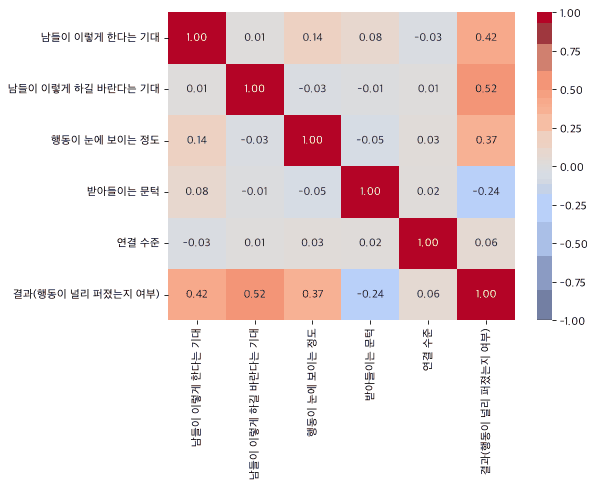 남들이 이렇게 한다는 기대 1.00 0.01 0.14 0.08 -0.03 0.42
남들이 이렇게 하길 바란다는 기대 0.01 1.00 -0.03 -0.01 0.01 0.52
행동이 눈에 보이는 정도 0.14 -0.03 1.00 -0.05 0.03 0.37
받아들이는 문턱 0.08 -0.01 -0.05 1.00 0.02 -0.24
연결 수준 -0.03 0.01 0.03 0.02 1.00 0.06
결과(행동이 널리 퍼졌는지 여부) 0.42 0.52 0.37 -0.24 0.06 1.00
남들이 이렇게 한다는 기대
남들이 이렇게 하길 바란다는 기대
행동이 눈에 보이는 정도
받아들이는 문턱
연결 수준
결과(행동이 널리 퍼졌는지 여부)
1.00
0.75
0.50
0.25
0.00
-0.25
-0.50
-0.75
-1.00